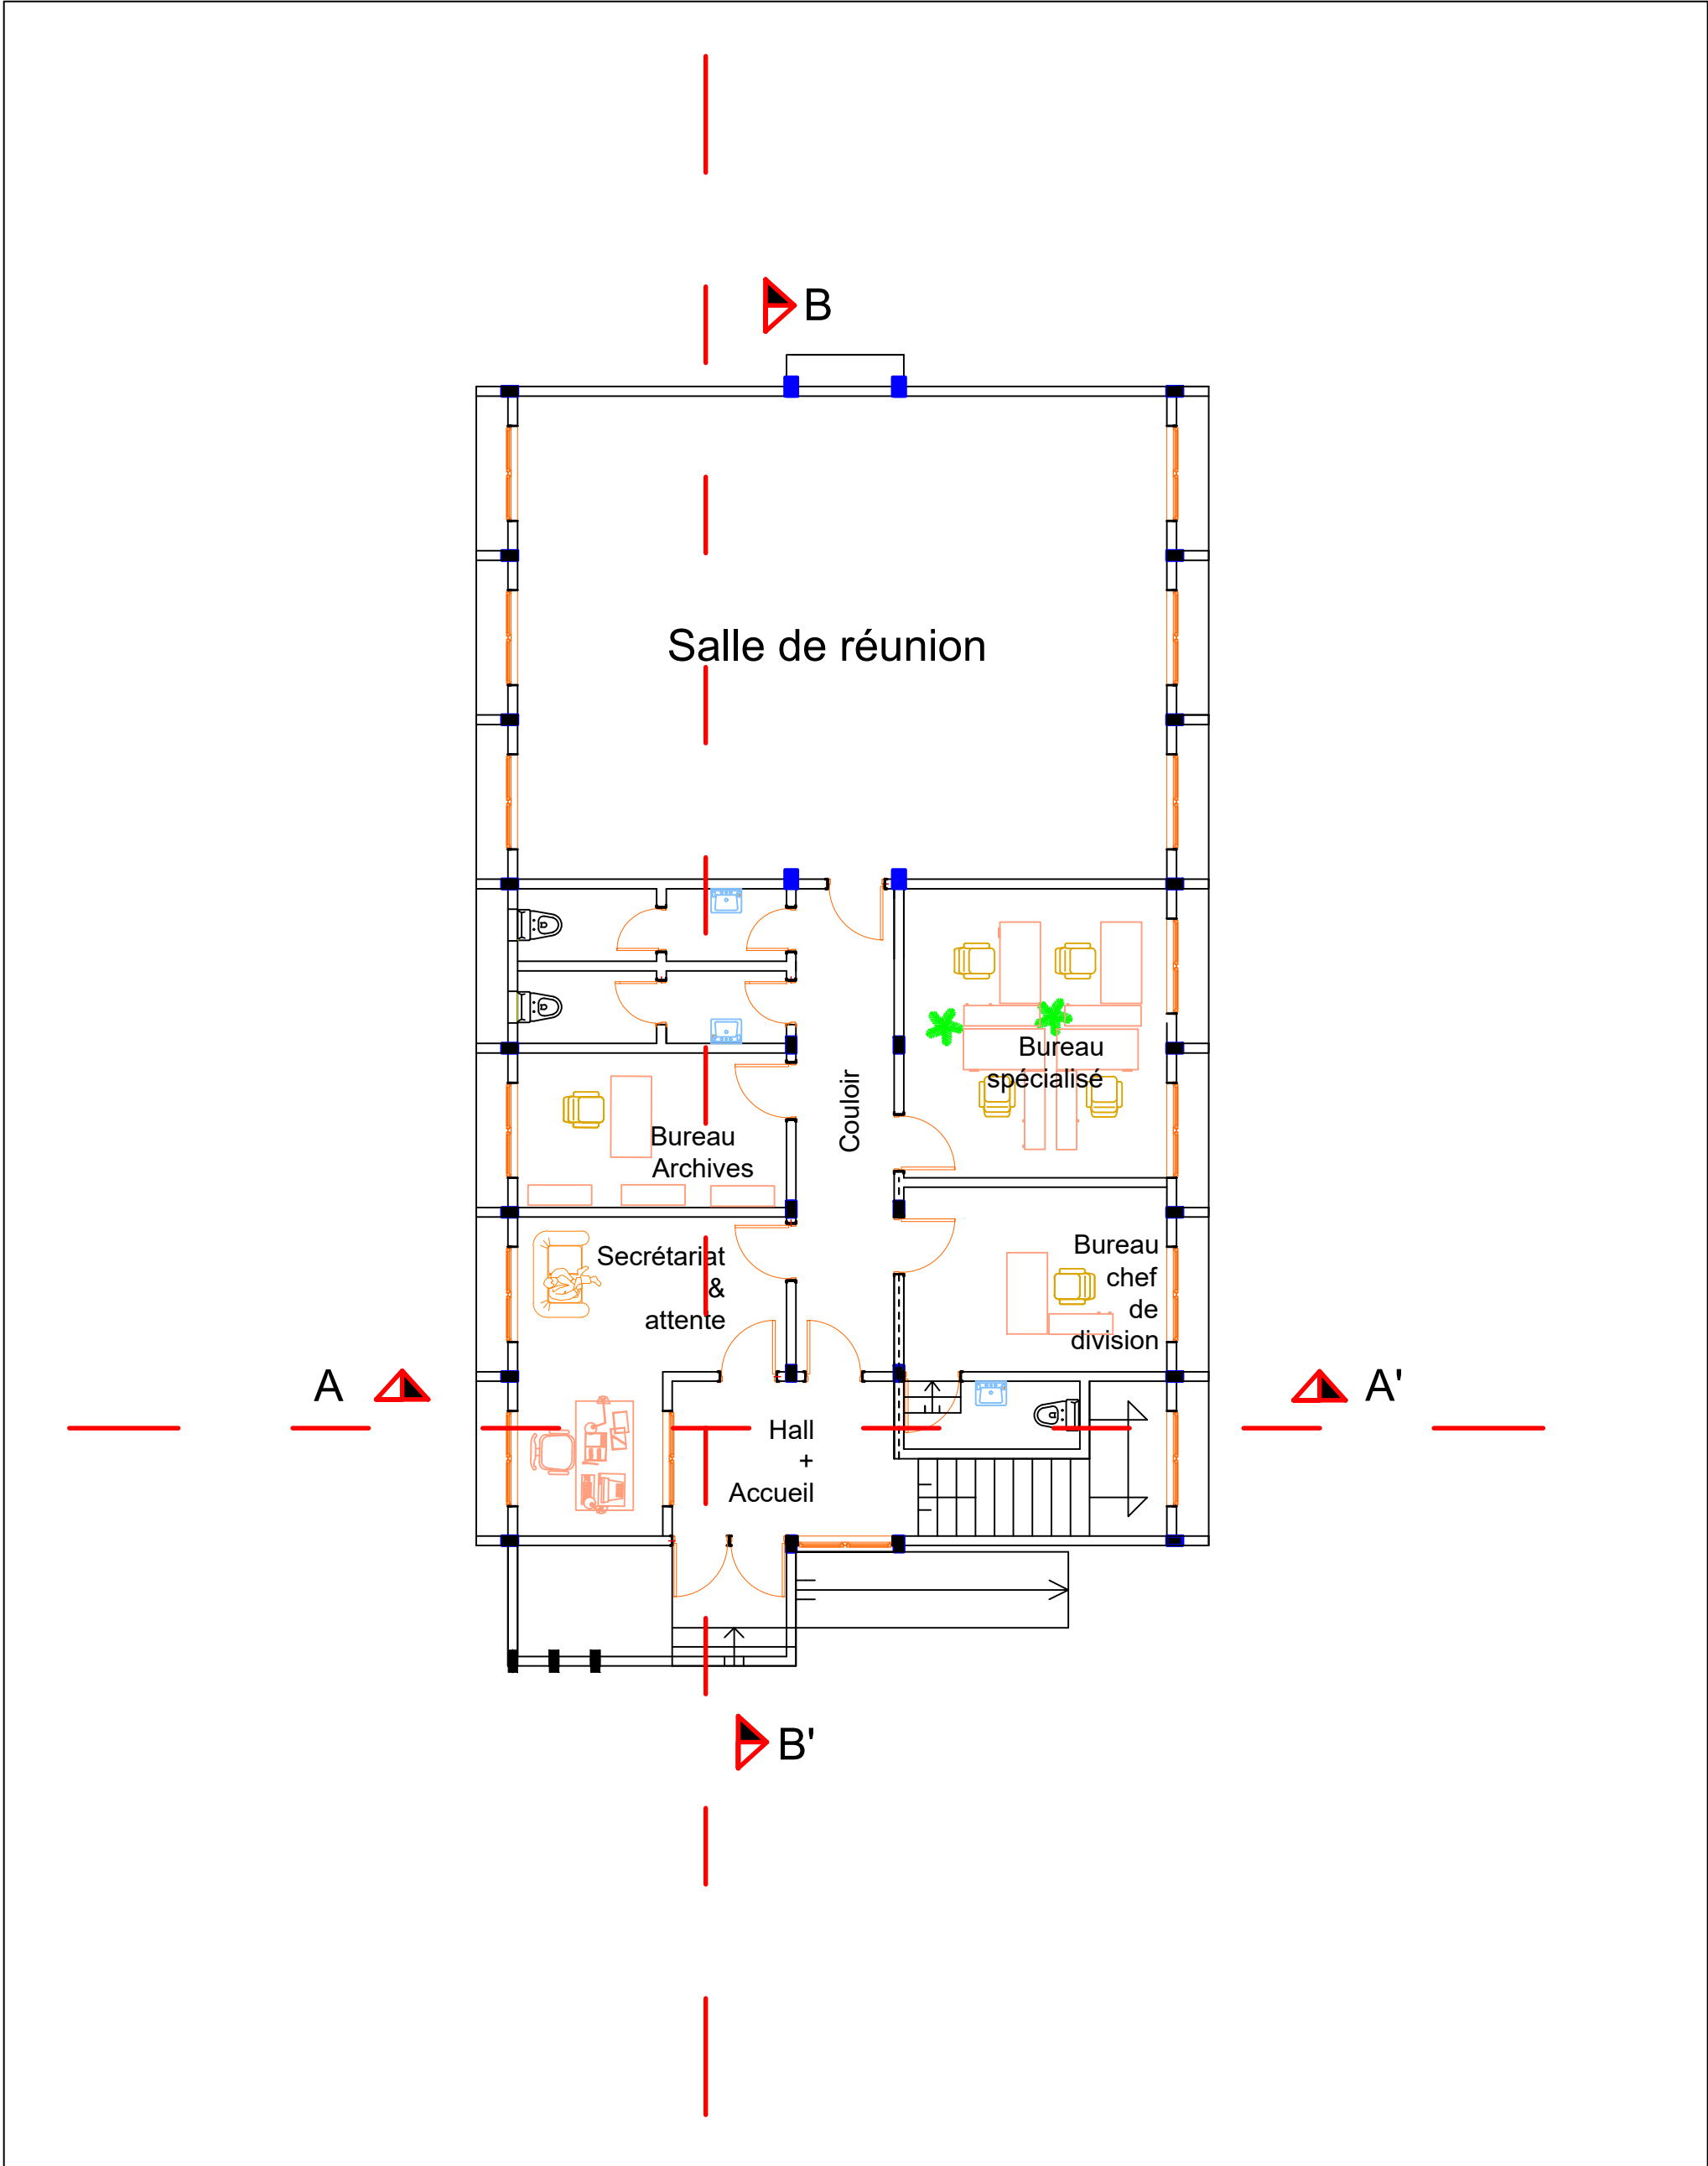 B
Salle de réunion
Bureau
spécialisé
Couloir
Bureau
Archives
Secrétariat
&
attente
Bureau
chef
de
division
A
A'
Hall
+
Accueil
B'